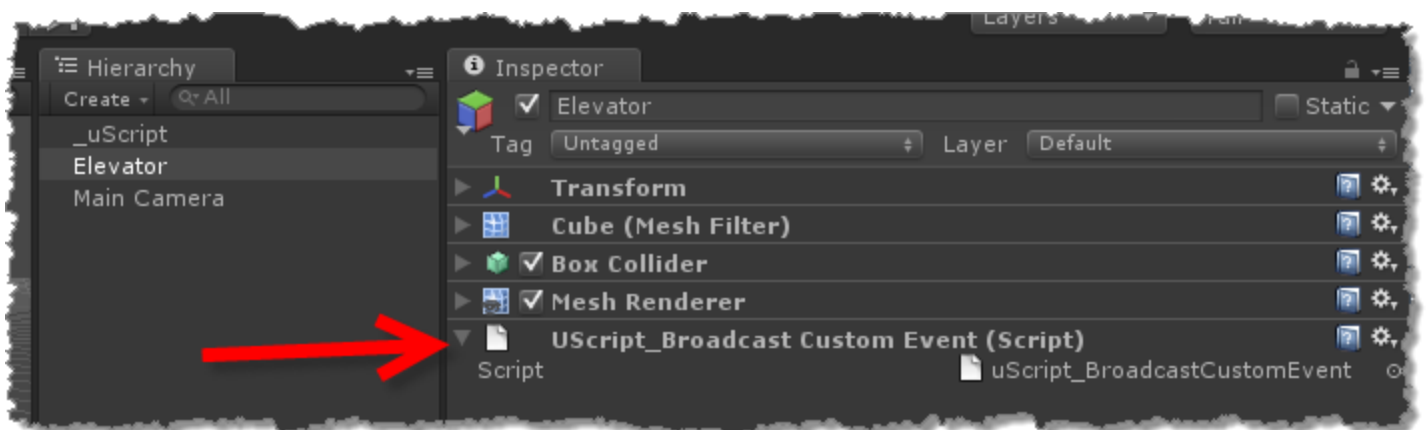 Layers
Hierarchy
Create
All
_uScript
Elevator
Main Camera
Inspector
Elevator
Static
Tag Untagged Layer Default
Transform
Cube (Mesh Filter)
Box Collider
Mesh Renderer
UScript_Broadcast Custom Event (Script)
Script uScript_BroadcastCustomEvent